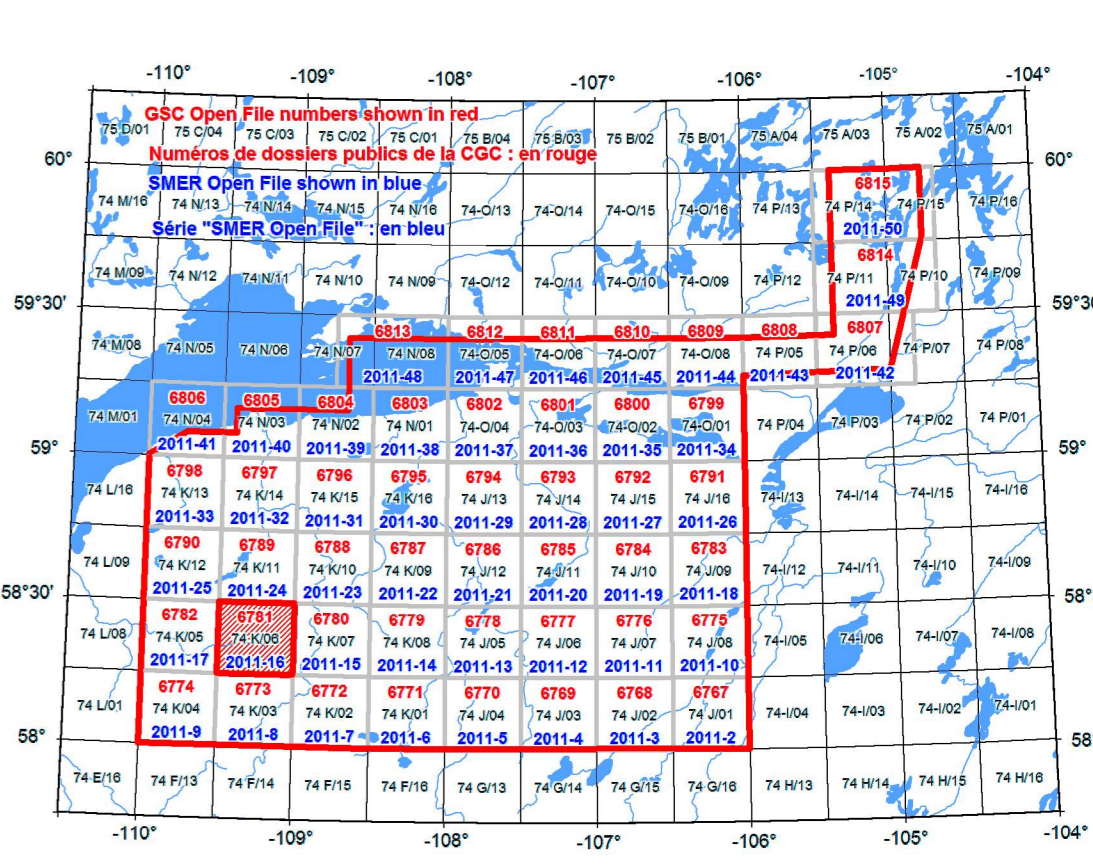 -110° -109° -108° -107° -106° -105° -104°
GSC Open File numbers shown in red
75 D/01 75 C/04 75 C/03 75 C/02 75 C/01 75 B/04 75 B/03 75 B/02 75 B/01 75 A/04 75 A/03 75 A/02 75 A/01
Numéros de dossiers publics de la CGC : en rouge
60° 60°
SMER Open File shown in blue
6815
74 M/16 74 N/13 74 N/14 74 N/15 74 N/16 74-O/13 74-O/14 74-O/15 74-O/16 74 P/13 74 P/14 74 P/15 74 P/16
Série "SMER Open File" : en bleu
2011-50
6814
74 M/09 74 N/12 74 N/11 74 N/10 74 N/09 74-O/12 74-O/11 74-O/10 74-O/09 74 P/12 74 P/11 74 P/10 74 P/09
59°30' 2011-49 59°30'
6813 6812 6811 6810 6809 6808 6807
74 M/08 74 N/05 74 N/06 74 N/07 74 N/08 74-O/05 74-O/06 74-O/07 74-O/08 74 P/05 74 P/06 74 P/07 74 P/08
2011-48 2011-47 2011-46 2011-45 2011-44 2011-43 2011-42
6806 6805 6804 6803 6802 6801 6800 6799
74 M/01 74 N/04 74 N/03 74 N/02 74 N/01 74-O/04 74-O/03 74-O/02 74-O/01 74 P/04 74 P/03 74 P/02 74 P/01
59° 2011-41 2011-40 2011-39 2011-38 2011-37 2011-36 2011-35 2011-34 59°
6798 6797 6796 6795 6794 6793 6792 6791
74 L/16 74 K/13 74 K/14 74 K/15 74 K/16 74 J/13 74 J/14 74 J/15 74 J/16 74-I/13 74-I/14 74-I/15 74-I/16
2011-33 2011-32 2011-31 2011-30 2011-29 2011-28 2011-27 2011-26
6790 6789 6788 6787 6786 6785 6784 6783
74 L/09 74 K/12 74 K/11 74 K/10 74 K/09 74 J/12 74 J/11 74 J/10 74 J/09 74-I/12 74-I/11 74-I/10 74-I/09
58°30' 2011-25 2011-24 2011-23 2011-22 2011-21 2011-20 2011-19 2011-18 58°
6782 6781 6780 6779 6778 6777 6776 6775
74 L/08 74 K/05 74 K/06 74 K/07 74 K/08 74 J/05 74 J/06 74 J/07 74 J/08 74-I/05 74-I/06 74-I/07 74-I/08
2011-17 2011-16 2011-15 2011-14 2011-13 2011-12 2011-11 2011-10
6774 6773 6772 6771 6770 6769 6768 6767
74 L/01 74 K/04 74 K/03 74 K/02 74 K/01 74 J/04 74 J/03 74 J/02 74 J/01 74-I/04 74-I/03 74-I/02 74-I/01
58° 2011-9 2011-8 2011-7 2011-6 2011-5 2011-4 2011-3 2011-2 58
74 E/16 74 F/13 74 F/14 74 F/15 74 F/16 74 G/13 74 G/14 74 G/15 74 G/16 74 H/13 74 H/14 74 H/15 74 H/16
-110° -109° -108° -107° -106° -105° -104°